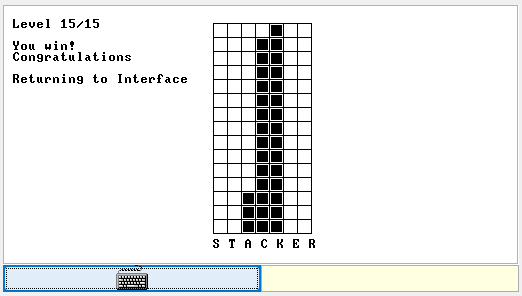 Level 15/15
You win!
Congratulations
Returning to Interface
S T A C K E R